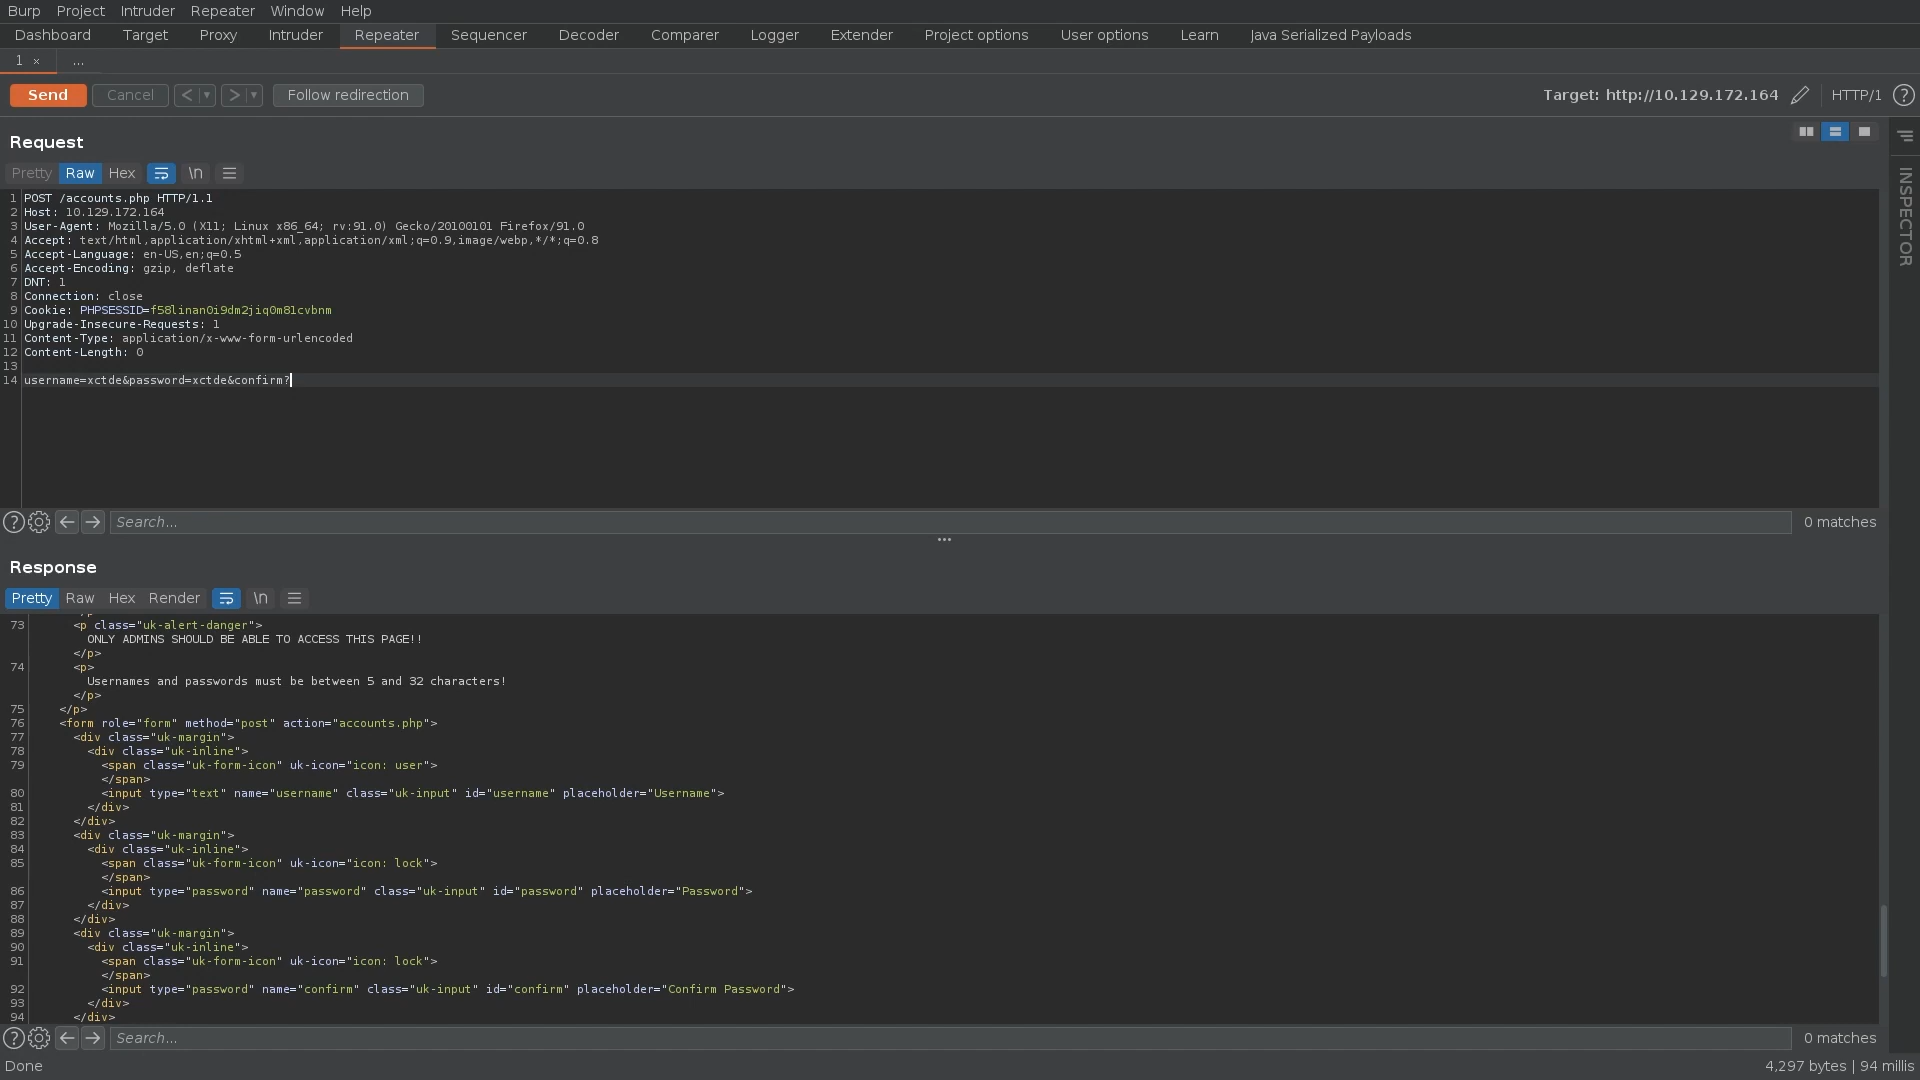 Burp Project Intruder Repeater Window Help
Dashboard Target Proxy Intruder Repeater Sequencer Decoder Comparer Logger Extender Project options User options Learn Java Serialized Payloads
1 × ...
Send Cancel < > Follow redirection Target: http://10.129.172.164 HTTP/1 ?
Request
Pretty Raw Hex \n
INSPECTOR
1 POST /accounts.php HTTP/1.1
2 Host: 10.129.172.164
3 User-Agent: Mozilla/5.0 (X11; Linux x86_64; rv:91.0) Gecko/20100101 Firefox/91.0
4 Accept: text/html,application/xhtml+xml,application/xml;q=0.9,image/webp,*/*;q=0.8
5 Accept-Language: en-US,en;q=0.5
6 Accept-Encoding: gzip, deflate
7 DNT: 1
8 Connection: close
9 Cookie: PHPSESSID=f58linan0i9dm2jiq0m81cvbnm
10 Upgrade-Insecure-Requests: 1
11 Content-Type: application/x-www-form-urlencoded
12 Content-Length: 0
13
14 username=xctde&password=xctde&confirm?
? Search... 0 matches
Response
Pretty Raw Hex Render \n
73 <p class="uk-alert-danger">
ONLY ADMINS SHOULD BE ABLE TO ACCESS THIS PAGE!!
</p>
74 <p>
Usernames and passwords must be between 5 and 32 characters!
</p>
75 </p>
76 <form role="form" method="post" action="accounts.php">
77 <div class="uk-margin">
78 <div class="uk-inline">
79 <span class="uk-form-icon" uk-icon="icon: user">
</span>
80 <input type="text" name="username" class="uk-input" id="username" placeholder="Username">
81 </div>
82 </div>
83 <div class="uk-margin">
84 <div class="uk-inline">
85 <span class="uk-form-icon" uk-icon="icon: lock">
</span>
86 <input type="password" name="password" class="uk-input" id="password" placeholder="Password">
87 </div>
88 </div>
89 <div class="uk-margin">
90 <div class="uk-inline">
91 <span class="uk-form-icon" uk-icon="icon: lock">
</span>
92 <input type="password" name="confirm" class="uk-input" id="confirm" placeholder="Confirm Password">
93 </div>
94 </div>
? Search... 0 matches
Done 4,297 bytes | 94 millis